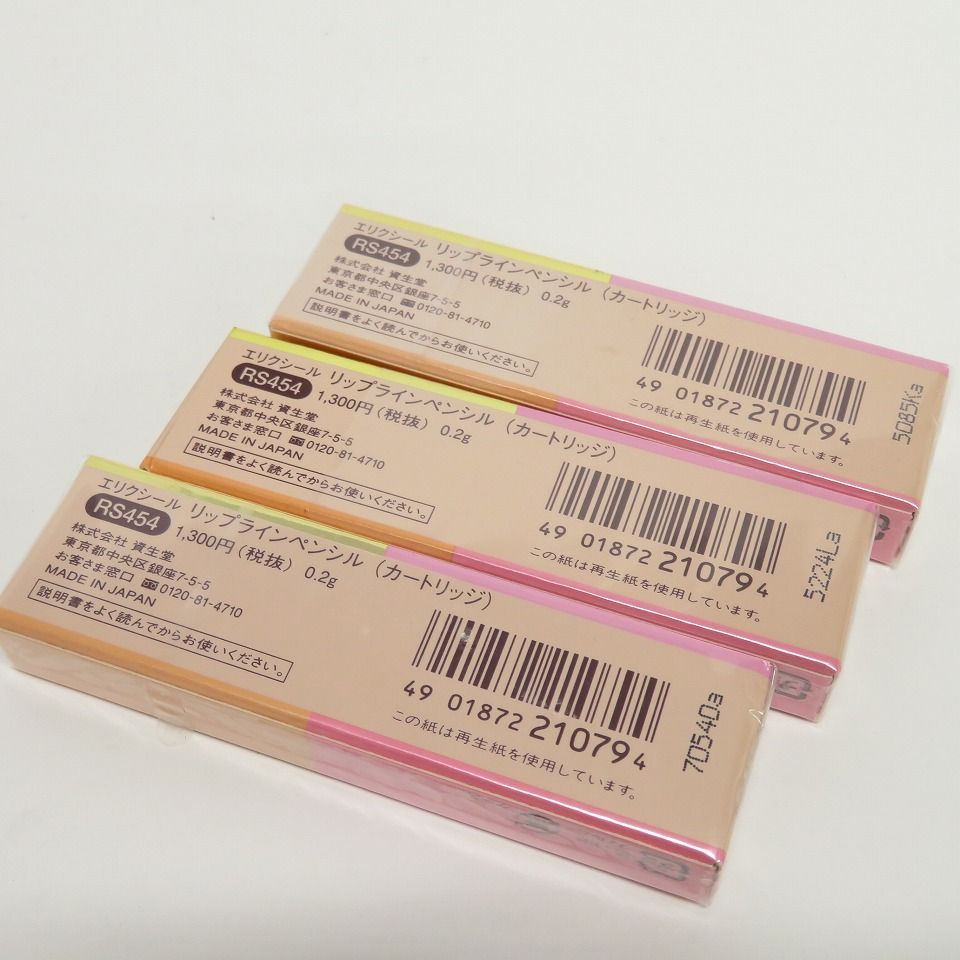 エリクシール リップラインペンシル（カートリッジ）
RS454 1,300円（税抜） 0.2g
株式会社 資生堂
東京都中央区銀座7-5-5
お客さま窓口 0120-81-4710
MADE IN JAPAN
説明書をよく読んでからお使いください。
49 01872 210794
この紙は再生紙を使用しています。
5085Ka
エリクシール リップラインペンシル（カートリッジ）
RS454 1,300円（税抜） 0.2g
株式会社 資生堂
東京都中央区銀座7-5-5
お客さま窓口 0120-81-4710
MADE IN JAPAN
説明書をよく読んでからお使いください。
49 01872 210794
この紙は再生紙を使用しています。
5224La
エリクシール リップラインペンシル（カートリッジ）
RS454 1,300円（税抜） 0.2g
株式会社 資生堂
東京都中央区銀座7-5-5
お客さま窓口 0120-81-4710
MADE IN JAPAN
説明書をよく読んでからお使いください。
49 01872 210794
この紙は再生紙を使用しています。
70540a